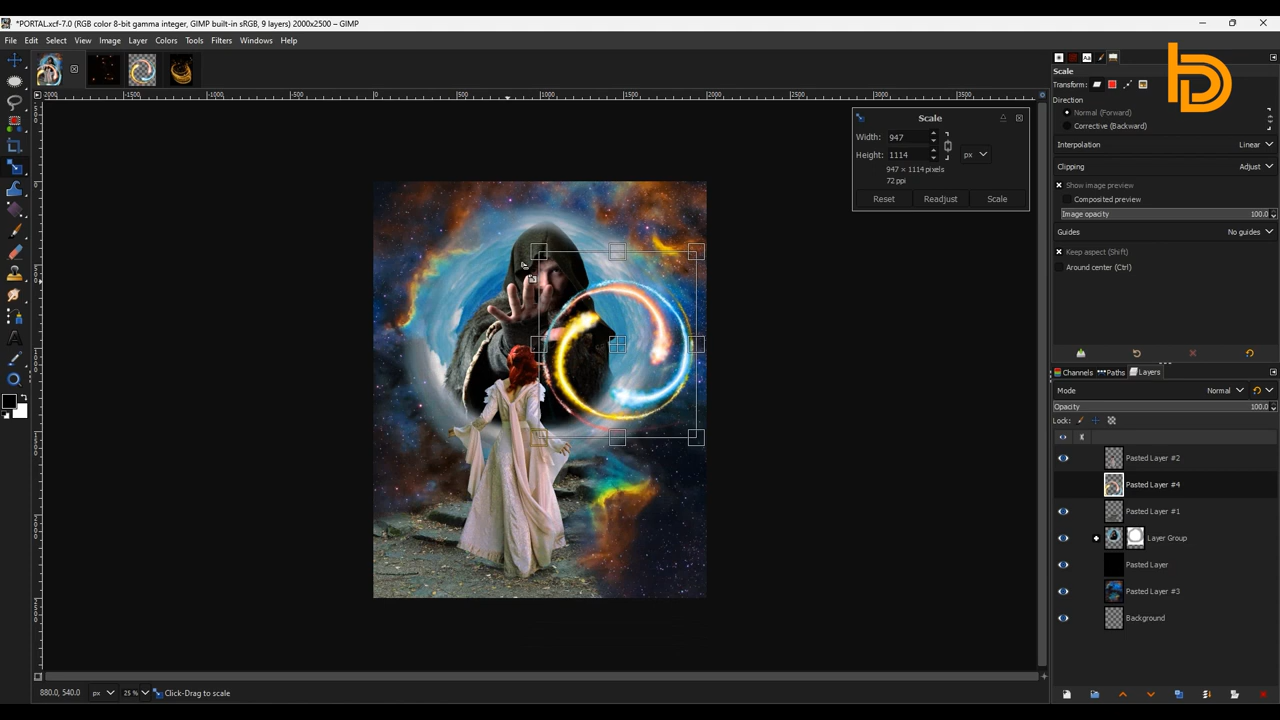 *PORTAL.xcf-7.0 (RGB color 8-bit gamma integer, GIMP built-in sRGB, 9 layers) 2000x2500 – GIMP
File Edit Select View Image Layer Colors Tools Filters Windows Help
Scale
Transform:
Direction
Normal (Forward)
Corrective (Backward)
Interpolation Linear
Clipping Adjust
Show image preview
Composited preview
Image opacity 100.0
Guides No guides
Keep aspect (Shift)
Around center (Ctrl)
Scale
Width: 947
Height: 1114 px
947 × 1114 pixels
72 ppi
Reset Readjust Scale
Channels Paths Layers
Mode Normal
Opacity 100.0
Lock:
Pasted Layer #2
Pasted Layer #4
Pasted Layer #1
Layer Group
Pasted Layer
Pasted Layer #3
Background
880.0, 540.0 px 25 % Click-Drag to scale